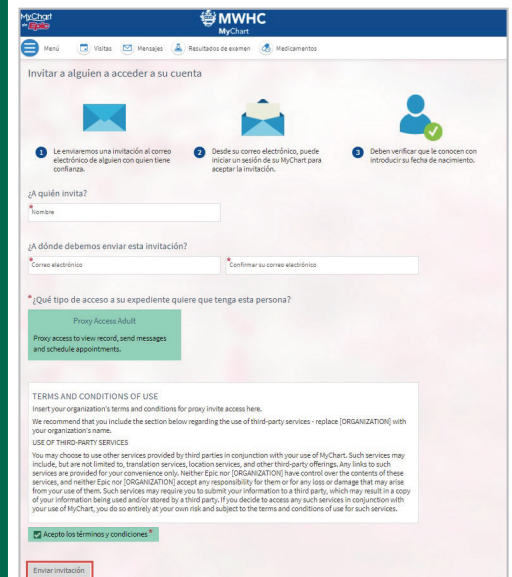 MyChart
by Epic
MWHC
MyChart
Menú Visitas Mensajes Resultados de examen Medicamentos
Invitar a alguien a acceder a su cuenta
1 Le enviaremos una invitación al correo
electrónico de alguien con quien tiene
confianza.
2 Desde su correo electrónico, puede
iniciar un sesión de su MyChart para
aceptar la invitación.
3 Deben verificar que le conocen con
introducir su fecha de nacimiento.
¿A quién invita?
*Nombre
¿A dónde debemos enviar esta invitación?
*Correo electrónico *Confirmar su correo electrónico
*¿Qué tipo de acceso a su expediente quiere que tenga esta persona?
Proxy Access Adult
Proxy access to view record, send messages
and schedule appointments.
TERMS AND CONDITIONS OF USE
Insert your organization's terms and conditions for proxy invite access here.
We recommend that you include the section below regarding the use of third-party services - replace [ORGANIZATION] with
your organization's name.
USE OF THIRD-PARTY SERVICES
You may choose to use other services provided by third parties in conjunction with your use of MyChart. Such services may
include, but are not limited to, translation services, location services, and other third-party offerings. Any links to such
services are provided for your convenience only. Neither Epic nor [ORGANIZATION] have control over the contents of these
services, and neither Epic nor [ORGANIZATION] accept any responsibility for them or for any loss or damage that may arise
from your use of them. Such services may require you to submit your information to a third party, which may result in a copy
of your information being used and/or stored by a third party. If you decide to access any such services in conjunction with
your use of MyChart, you do so entirely at your own risk and subject to the terms and conditions of use for such services.
Acepto los términos y condiciones *
Enviar invitación